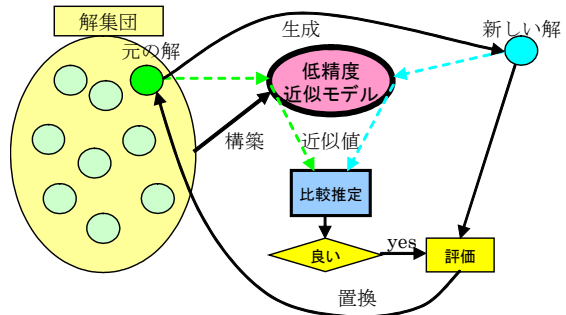 解集団
元の解
生成
新しい解
低精度
近似モデル
構築
近似値
比較推定
良い
yes
評価
置換